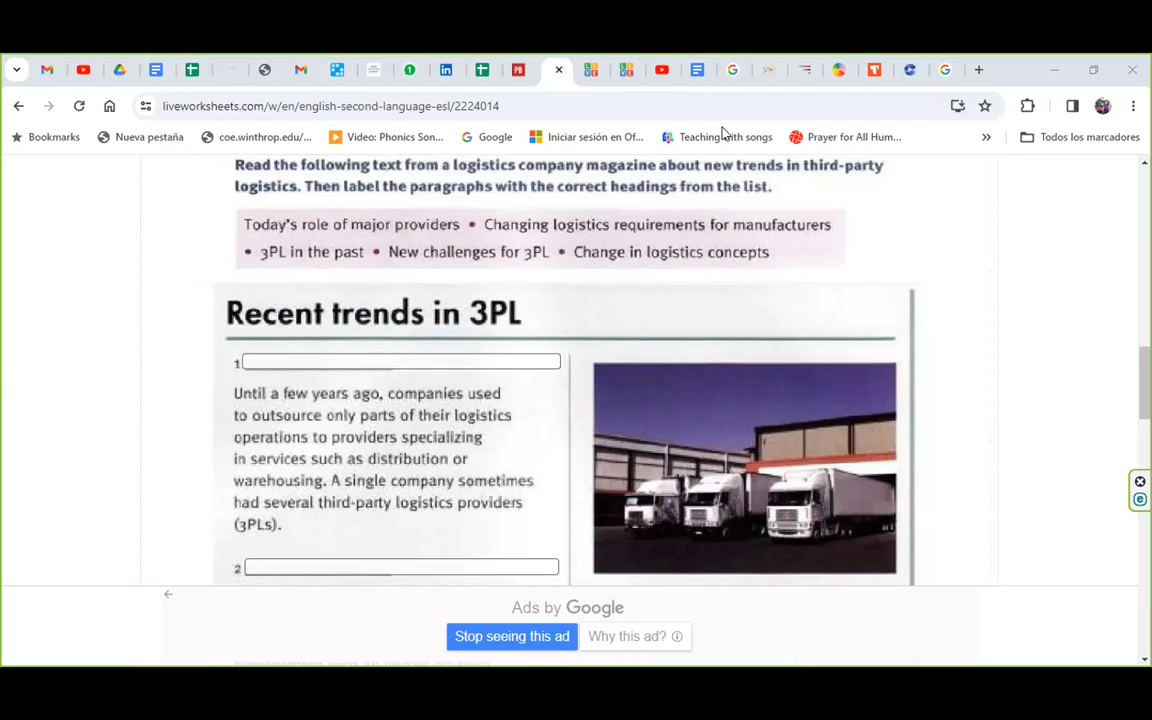 liveworksheets.com/w/en/english-second-language-esl/2224014
Bookmarks Nueva pestaña coe.winthrop.edu/... Video: Phonics Son... Google Iniciar sesión en Of... Teaching with songs Prayer for All Hum... » Todos los marcadores
Read the following text from a logistics company magazine about new trends in third-party
logistics. Then label the paragraphs with the correct headings from the list.
Today's role of major providers • Changing logistics requirements for manufacturers
• 3PL in the past • New challenges for 3PL • Change in logistics concepts
Recent trends in 3PL
1
Until a few years ago, companies used
to outsource only parts of their logistics
operations to providers specializing
in services such as distribution or
warehousing. A single company sometimes
had several third-party logistics providers
(3PLs).
2
Ads by Google
Stop seeing this ad Why this ad?